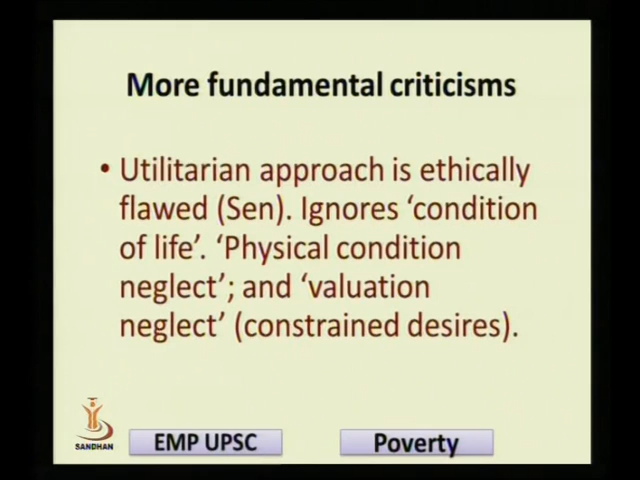 More fundamental criticisms
• Utilitarian approach is ethically
flawed (Sen). Ignores ‘condition
of life’. ‘Physical condition
neglect’; and ‘valuation
neglect’ (constrained desires).
SANDHAN
EMP UPSC
Poverty